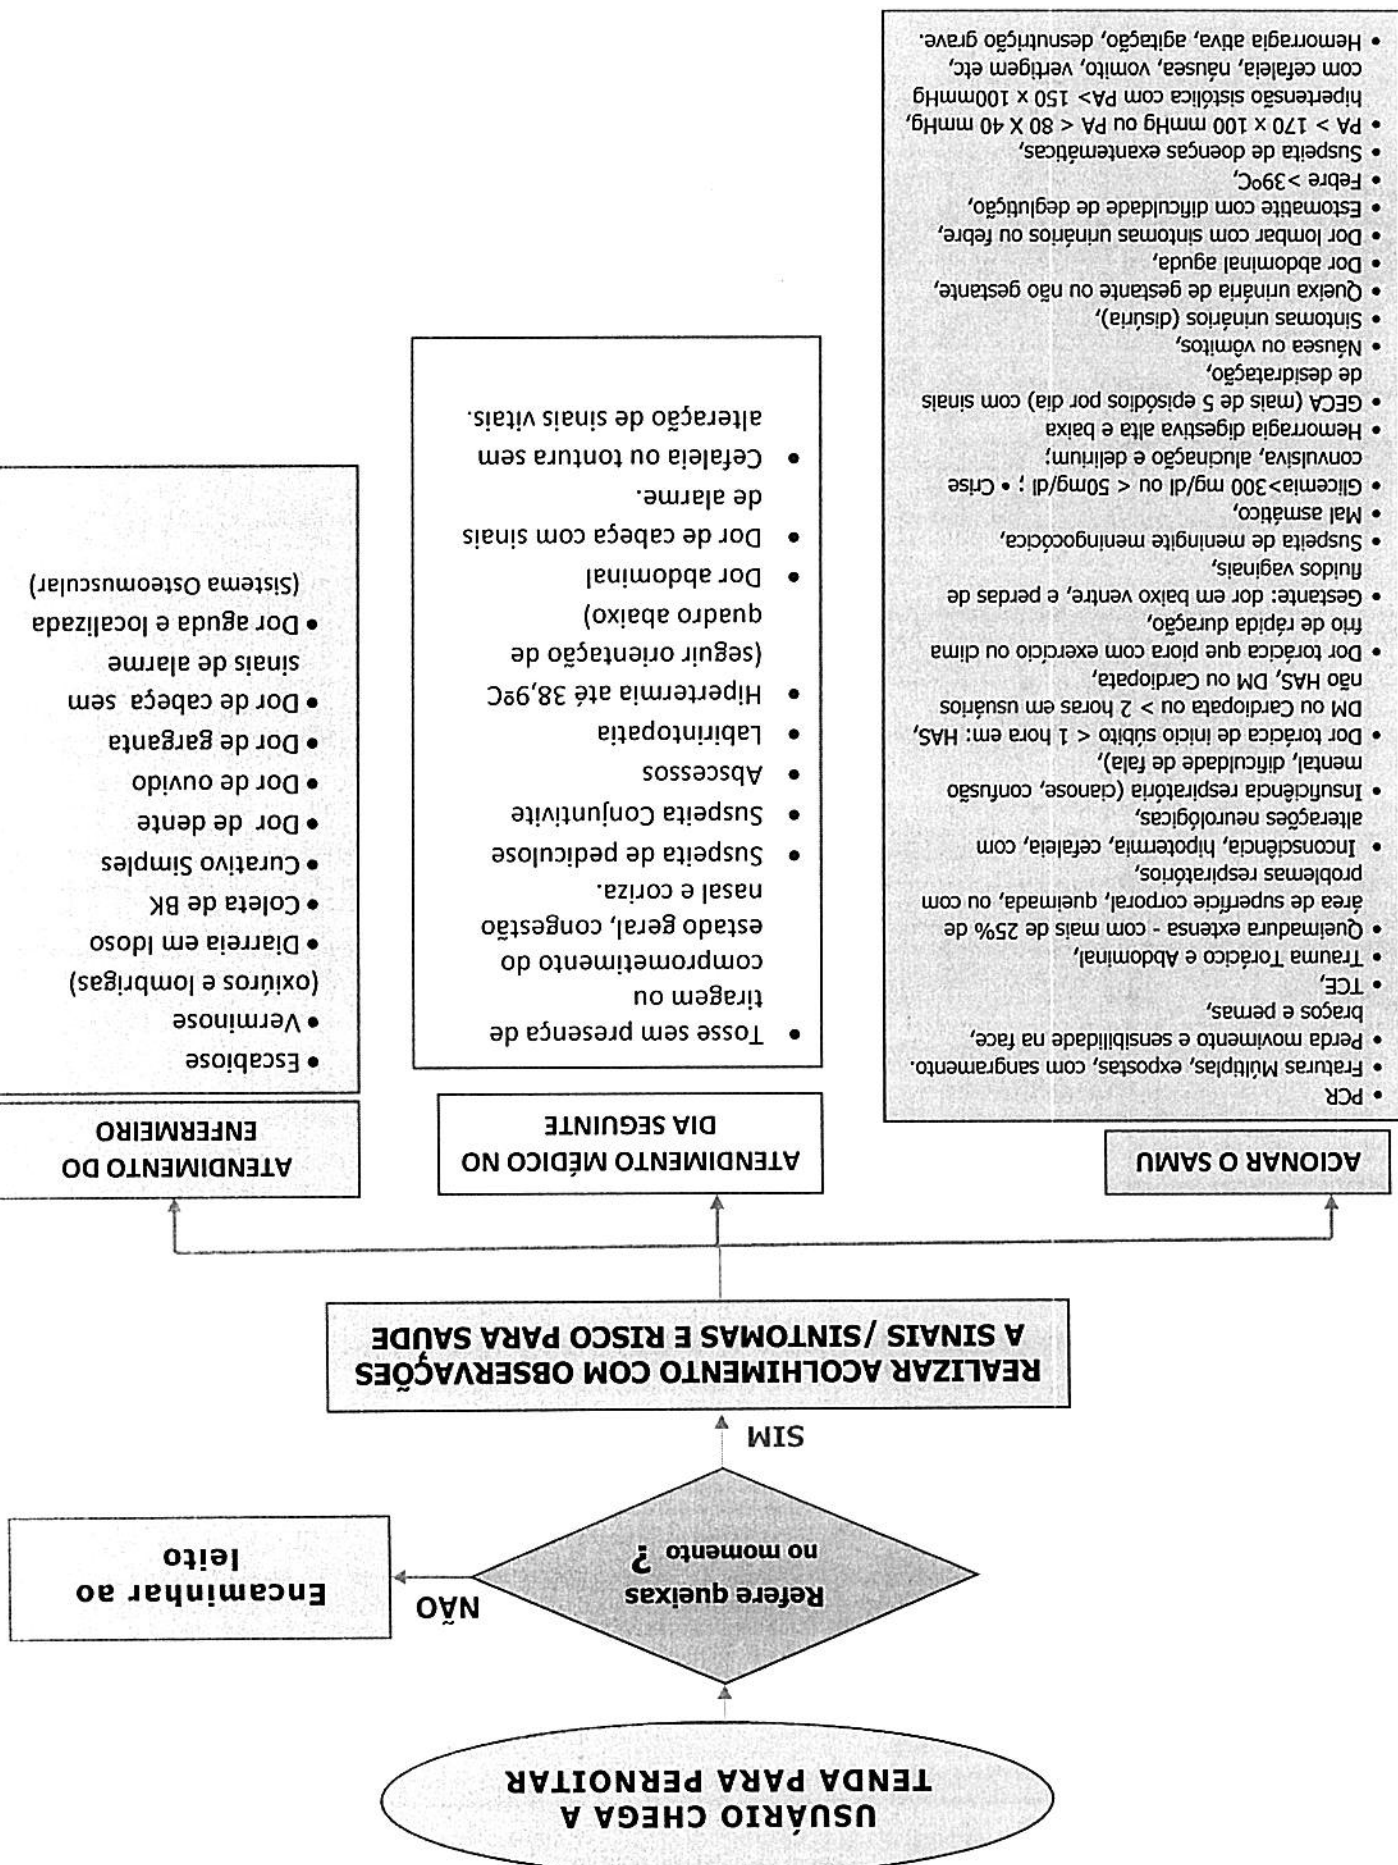 USUÁRIO CHEGA A
TENDA PARA PERNOITAR
Refere queixas
no momento ?
NÃO
Encaminhar ao
leito
SIM
REALIZAR ACOLHIMENTO COM OBSERVAÇÕES
A SINAIS /SINTOMAS E RISCO PARA SAÚDE
ACIONAR O SAMU
• PCR
• Fraturas Múltiplas, expostas, com sangramento.
• Perda movimento e sensibilidade na face,
braços e pernas,
• TCE,
• Trauma Torácico e Abdominal,
• Queimadura extensa - com mais de 25% de
área de superfície corporal, queimada, ou com
problemas respiratórios,
• Inconsciência, hipotermia, cefaleia, com
alterações neurológicas,
• Insuficiência respiratória (cianose, confusão
mental, dificuldade de fala),
• Dor torácica de inicio súbito < 1 hora em: HAS,
DM ou Cardiopata ou > 2 horas em usuários
não HAS, DM ou Cardiopata,
• Dor torácica que piora com exercício ou clima
frio de rápida duração,
• Gestante: dor em baixo ventre, e perdas de
fluidos vaginais,
• Suspeita de meningite meningocócica,
• Mal asmático,
• Glicemia>300 mg/dl ou < 50mg/dl ; • Crise
convulsiva, alucinação e delirium;
• Hemorragia digestiva alta e baixa
• GECA (mais de 5 episódios por dia) com sinais
de desidratação,
• Náusea ou vômitos,
• Sintomas urinários (disúria),
• Queixa urinária de gestante ou não gestante,
• Dor abdominal aguda,
• Dor lombar com sintomas urinários ou febre,
• Estomatite com dificuldade de deglutição,
• Febre >39ºC,
• Suspeita de doenças exantemáticas,
• PA > 170 x 100 mmHg ou PA < 80 X 40 mmHg,
hipertensão sistólica com PA> 150 x 100mmHg
com cefaleia, náusea, vomito, vertigem etc,
• Hemorragia ativa, agitação, desnutrição grave.
ATENDIMENTO MÉDICO NO
DIA SEGUINTE
• Tosse sem presença de
tiragem ou
comprometimento do
estado geral, congestão
nasal e coriza.
• Suspeita de pediculose
• Suspeita Conjuntivite
• Abscessos
• Labirintopatia
• Hipertermia até 38,9ºC
(seguir orientação de
quadro abaixo)
• Dor abdominal
• Dor de cabeça com sinais
de alarme.
• Cefaleia ou tontura sem
alteração de sinais vitais.
ATENDIMENTO DO
ENFERMEIRO
• Escabiose
• Verminose
(oxiúros e lombrigas)
• Diarreia em Idoso
• Coleta de BK
• Curativo Simples
• Dor de dente
• Dor de ouvido
• Dor de garganta
• Dor de cabeça sem
sinais de alarme
• Dor aguda e localizada
(Sistema Osteomuscular)